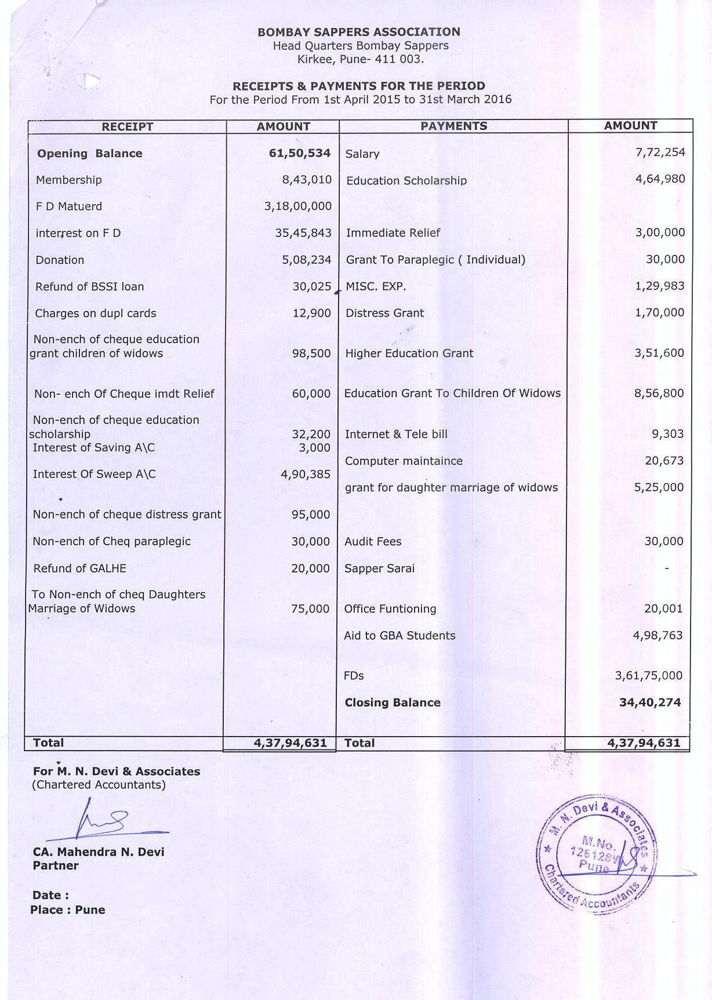 BOMBAY SAPPERS ASSOCIATION
Head Quarters Bombay Sappers
Kirkee, Pune- 411 003.
RECEIPTS & PAYMENTS FOR THE PERIOD
For the Period From 1st April 2015 to 31st March 2016
RECEIPT AMOUNT PAYMENTS AMOUNT
Opening Balance 61,50,534 Salary 7,72,254
Membership 8,43,010 Education Scholarship 4,64,980
F D Matuerd 3,18,00,000
interrest on F D 35,45,843 Immediate Relief 3,00,000
Donation 5,08,234 Grant To Paraplegic ( Individual) 30,000
Refund of BSSI loan 30,025 MISC. EXP. 1,29,983
Charges on dupl cards 12,900 Distress Grant 1,70,000
Non-ench of cheque education
grant children of widows 98,500 Higher Education Grant 3,51,600
Non- ench Of Cheque imdt Relief 60,000 Education Grant To Children Of Widows 8,56,800
Non-ench of cheque education
scholarship 32,200 Internet & Tele bill 9,303
Interest of Saving A\C 3,000
Computer maintaince 20,673
Interest Of Sweep A\C 4,90,385
grant for daughter marriage of widows 5,25,000
Non-ench of cheque distress grant 95,000
Non-ench of Cheq paraplegic 30,000 Audit Fees 30,000
Refund of GALHE 20,000 Sapper Sarai -
To Non-ench of cheq Daughters
Marriage of Widows 75,000 Office Funtioning 20,001
Aid to GBA Students 4,98,763
FDs 3,61,75,000
Closing Balance 34,40,274
Total 4,37,94,631 Total 4,37,94,631
For M. N. Devi & Associates
(Chartered Accountants)
CA. Mahendra N. Devi
Partner
Date :
Place : Pune
M. N. Devi & Associates
M.No.
Pune
Chartered Accountants